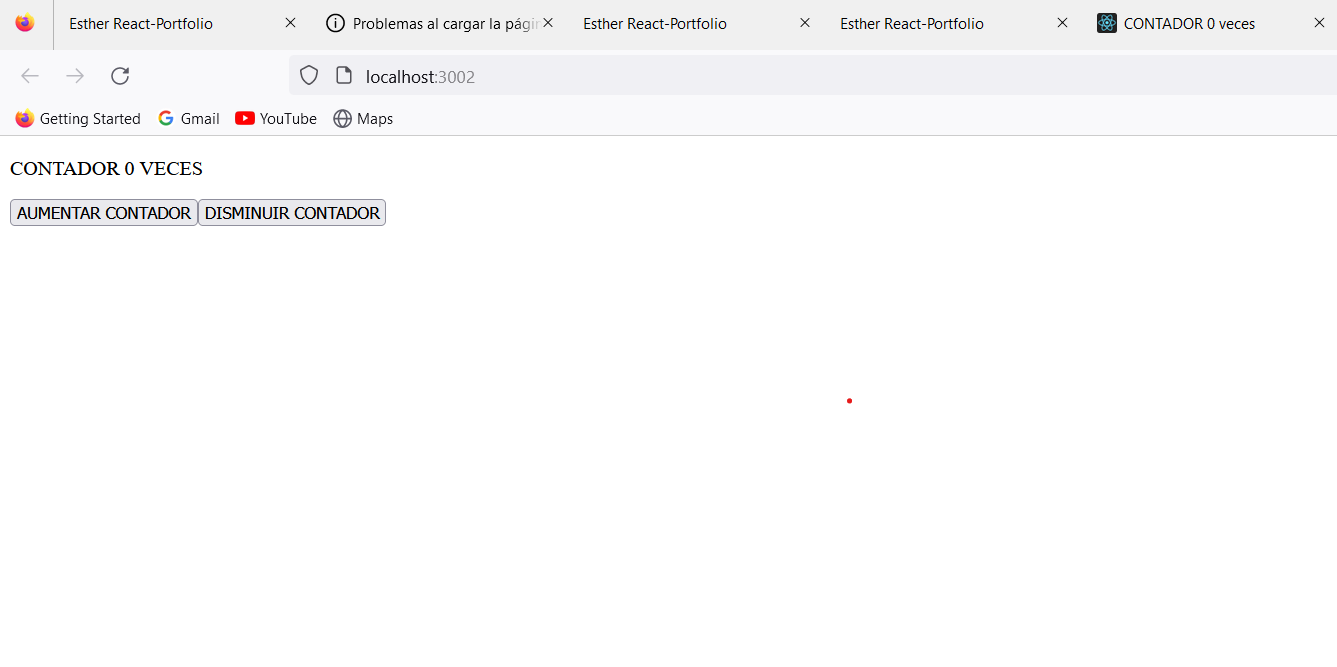 Esther React-Portfolio
Problemas al cargar la págin
Esther React-Portfolio
Esther React-Portfolio
CONTADOR 0 veces
localhost:3002
Getting Started
Gmail
YouTube
Maps
CONTADOR 0 VECES
AUMENTAR CONTADOR
DISMINUIR CONTADOR